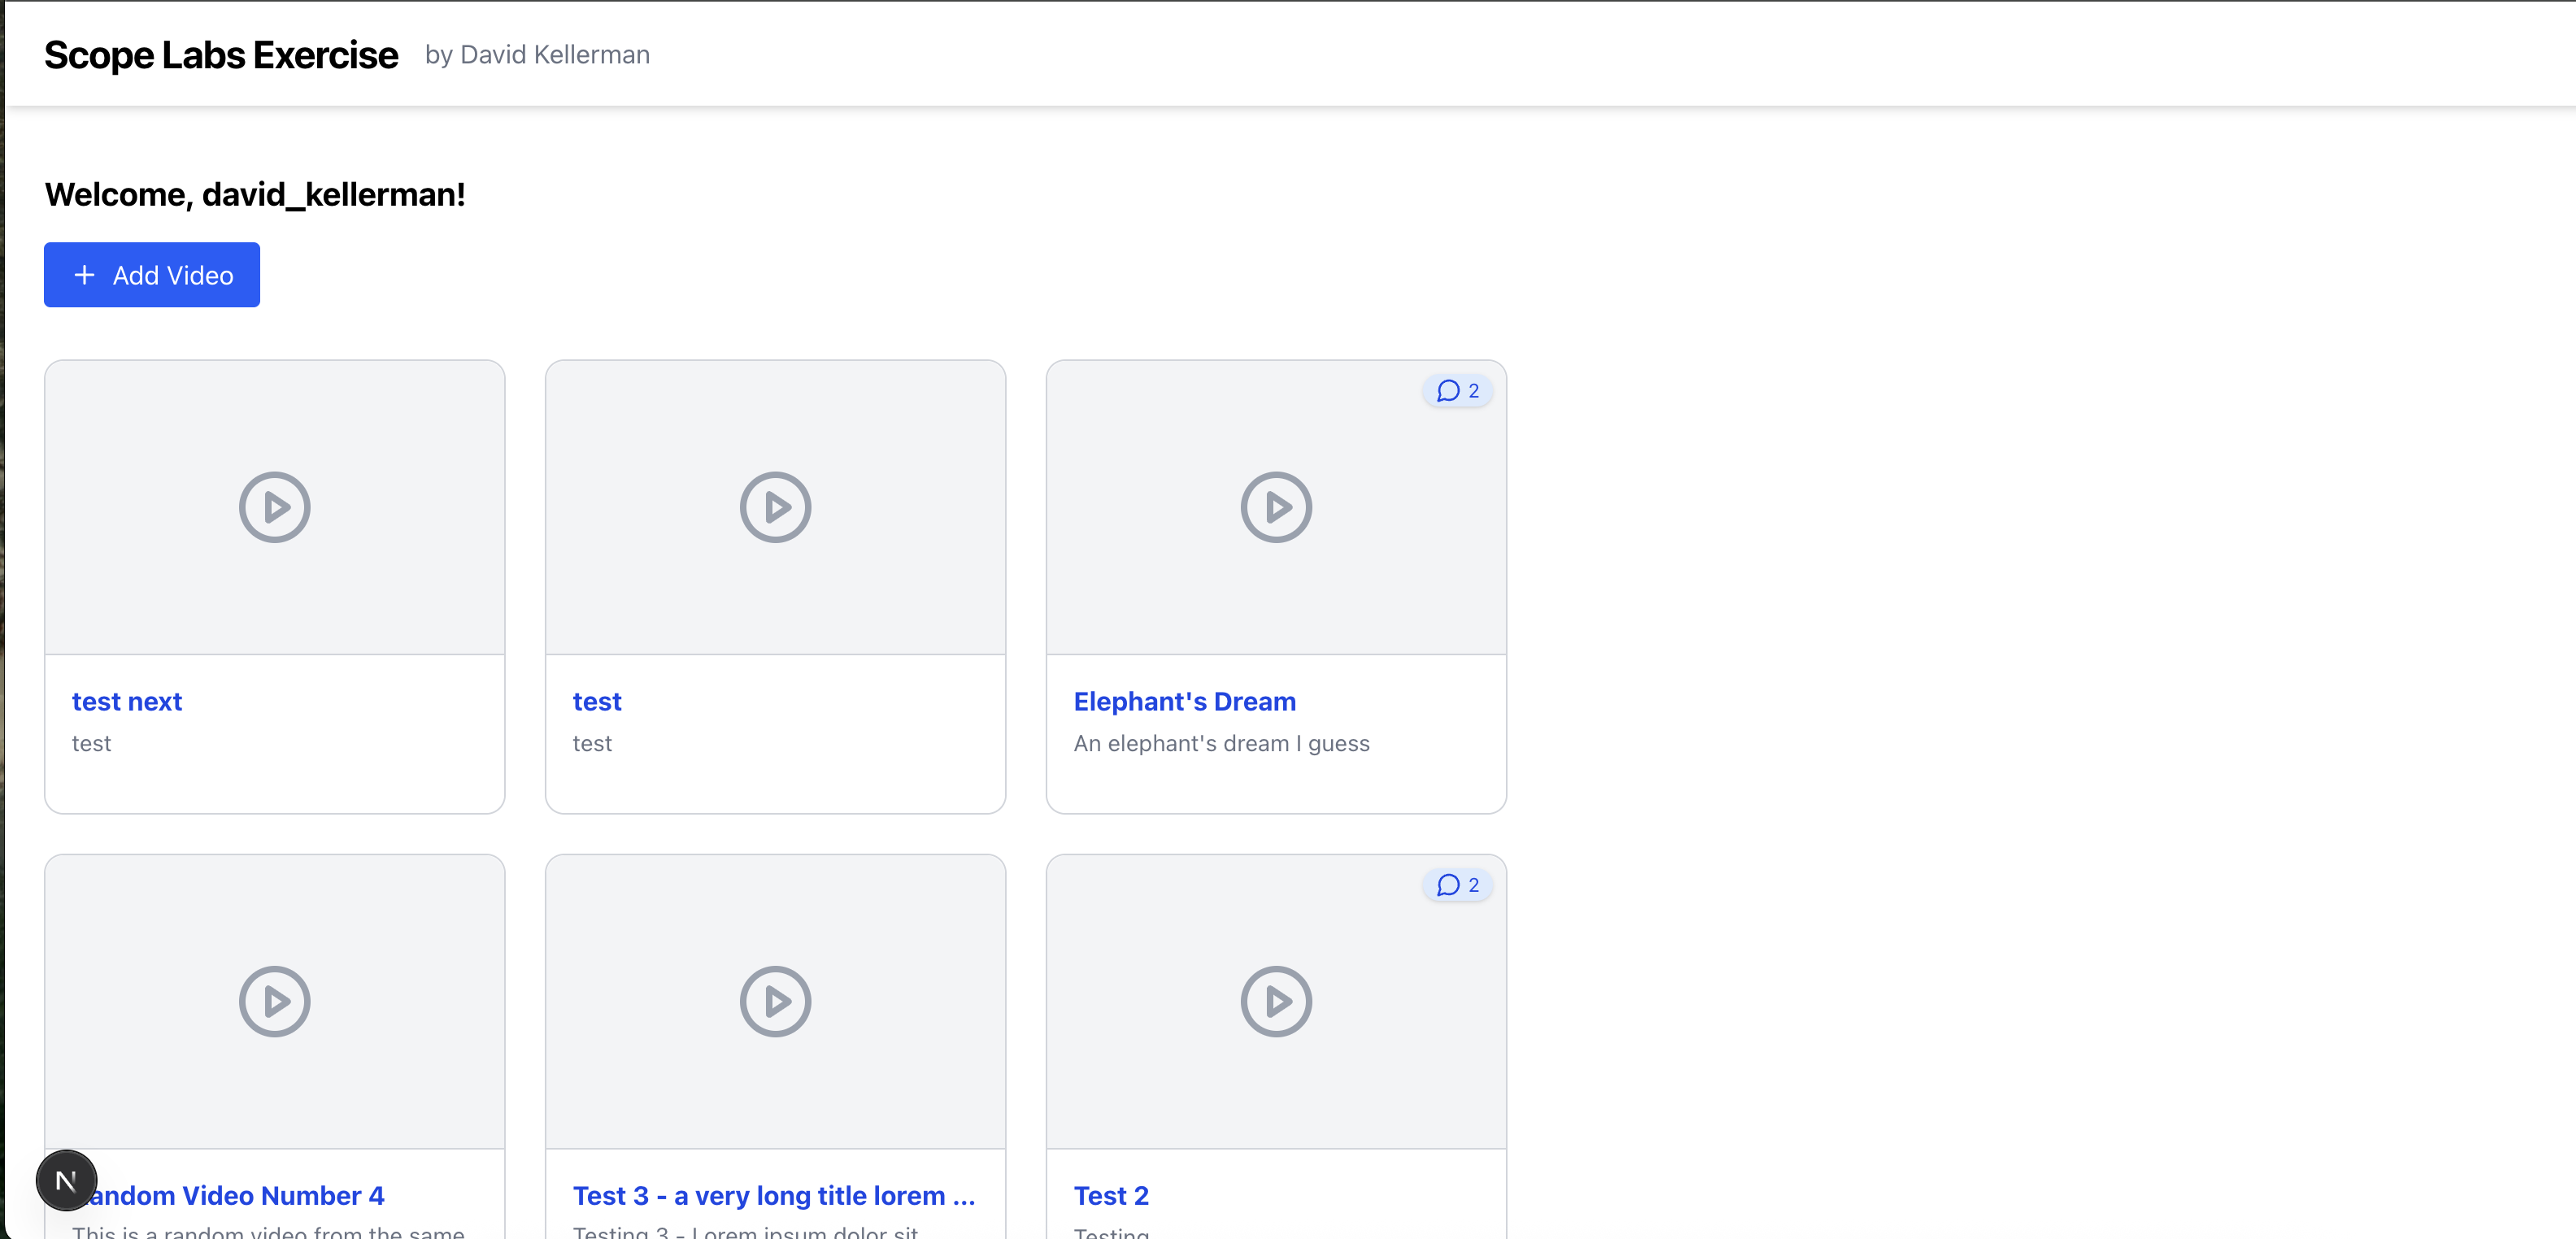 Scope Labs Exercise by David Kellerman
Welcome, david_kellerman!
+ Add Video
2
test next
test
test
test
Elephant's Dream
An elephant's dream I guess
2
N
andom Video Number 4
This is a random video from the same
Test 3 - a very long title lorem ...
Testing 3 - Lorem ipsum dolor sit
Test 2
Testing